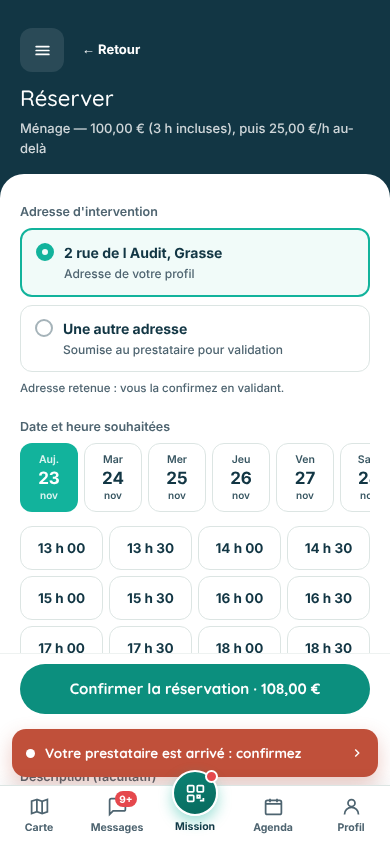 ← Retour
Réserver
Ménage — 100,00 € (3 h incluses), puis 25,00 €/h au-
delà
Adresse d'intervention
2 rue de l Audit, Grasse
Adresse de votre profil
Une autre adresse
Soumise au prestataire pour validation
Adresse retenue : vous la confirmez en validant.
Date et heure souhaitées
Auj. Mar Mer Jeu Ven Sa
23 24 25 26 27 2
nov nov nov nov nov no
13 h 00 13 h 30 14 h 00 14 h 30
15 h 00 15 h 30 16 h 00 16 h 30
17 h 00 17 h 30 18 h 00 18 h 30
Confirmer la réservation · 108,00 €
Votre prestataire est arrivé : confirmez
Description (facultatif)
9+
Carte Messages Mission Agenda Profil